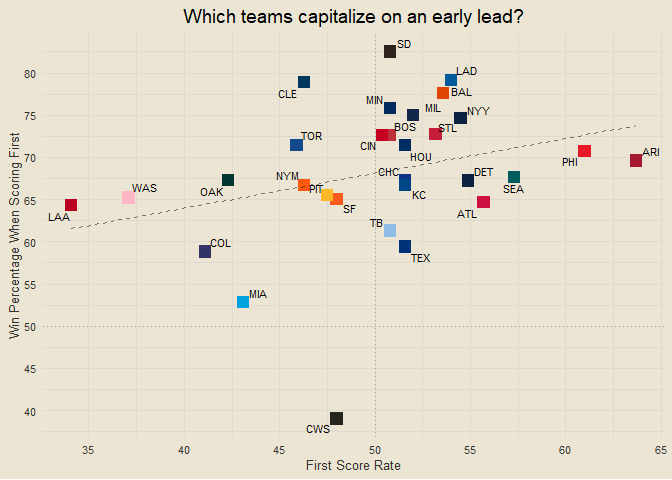 Which teams capitalize on an early lead?
SD
LAD
CLE
BAL
MIN
MIL
NYY
BOS
STL
TOR
CIN
HOU
ARI
PHI
NYM
CHC
DET
WAS
OAK
PIT
KC
SEA
LAA
SF
ATL
TB
COL
TEX
MIA
CWS
80
75
70
65
60
55
50
45
40
Win Percentage When Scoring First
35
40
45
50
55
60
65
First Score Rate